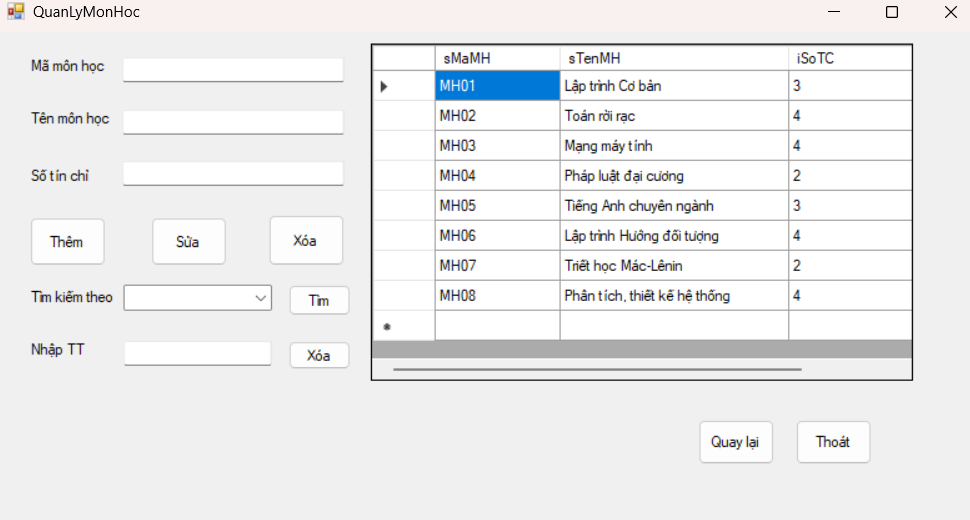 QuanLyMonHoc
Mã môn học
Tên môn học
Số tín chỉ
Thêm Sửa Xóa
Tìm kiếm theo Tìm
Nhập TT Xóa
sMaMH sTenMH iSoTC
MH01 Lập trình Cơ bản 3
MH02 Toán rời rạc 4
MH03 Mạng máy tính 4
MH04 Pháp luật đại cương 2
MH05 Tiếng Anh chuyên ngành 3
MH06 Lập trình Hướng đối tượng 4
MH07 Triết học Mác-Lênin 2
MH08 Phân tích, thiết kế hệ thống 4
Quay lại Thoát